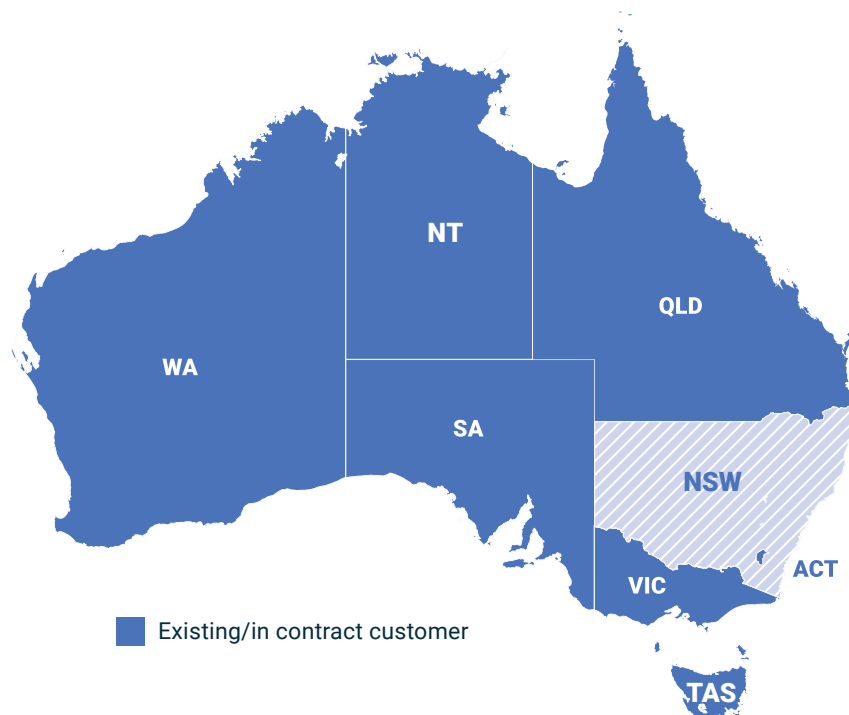 NT
QLD
WA
SA
NSW
ACT
VIC
Existing/in contract customer
TAS